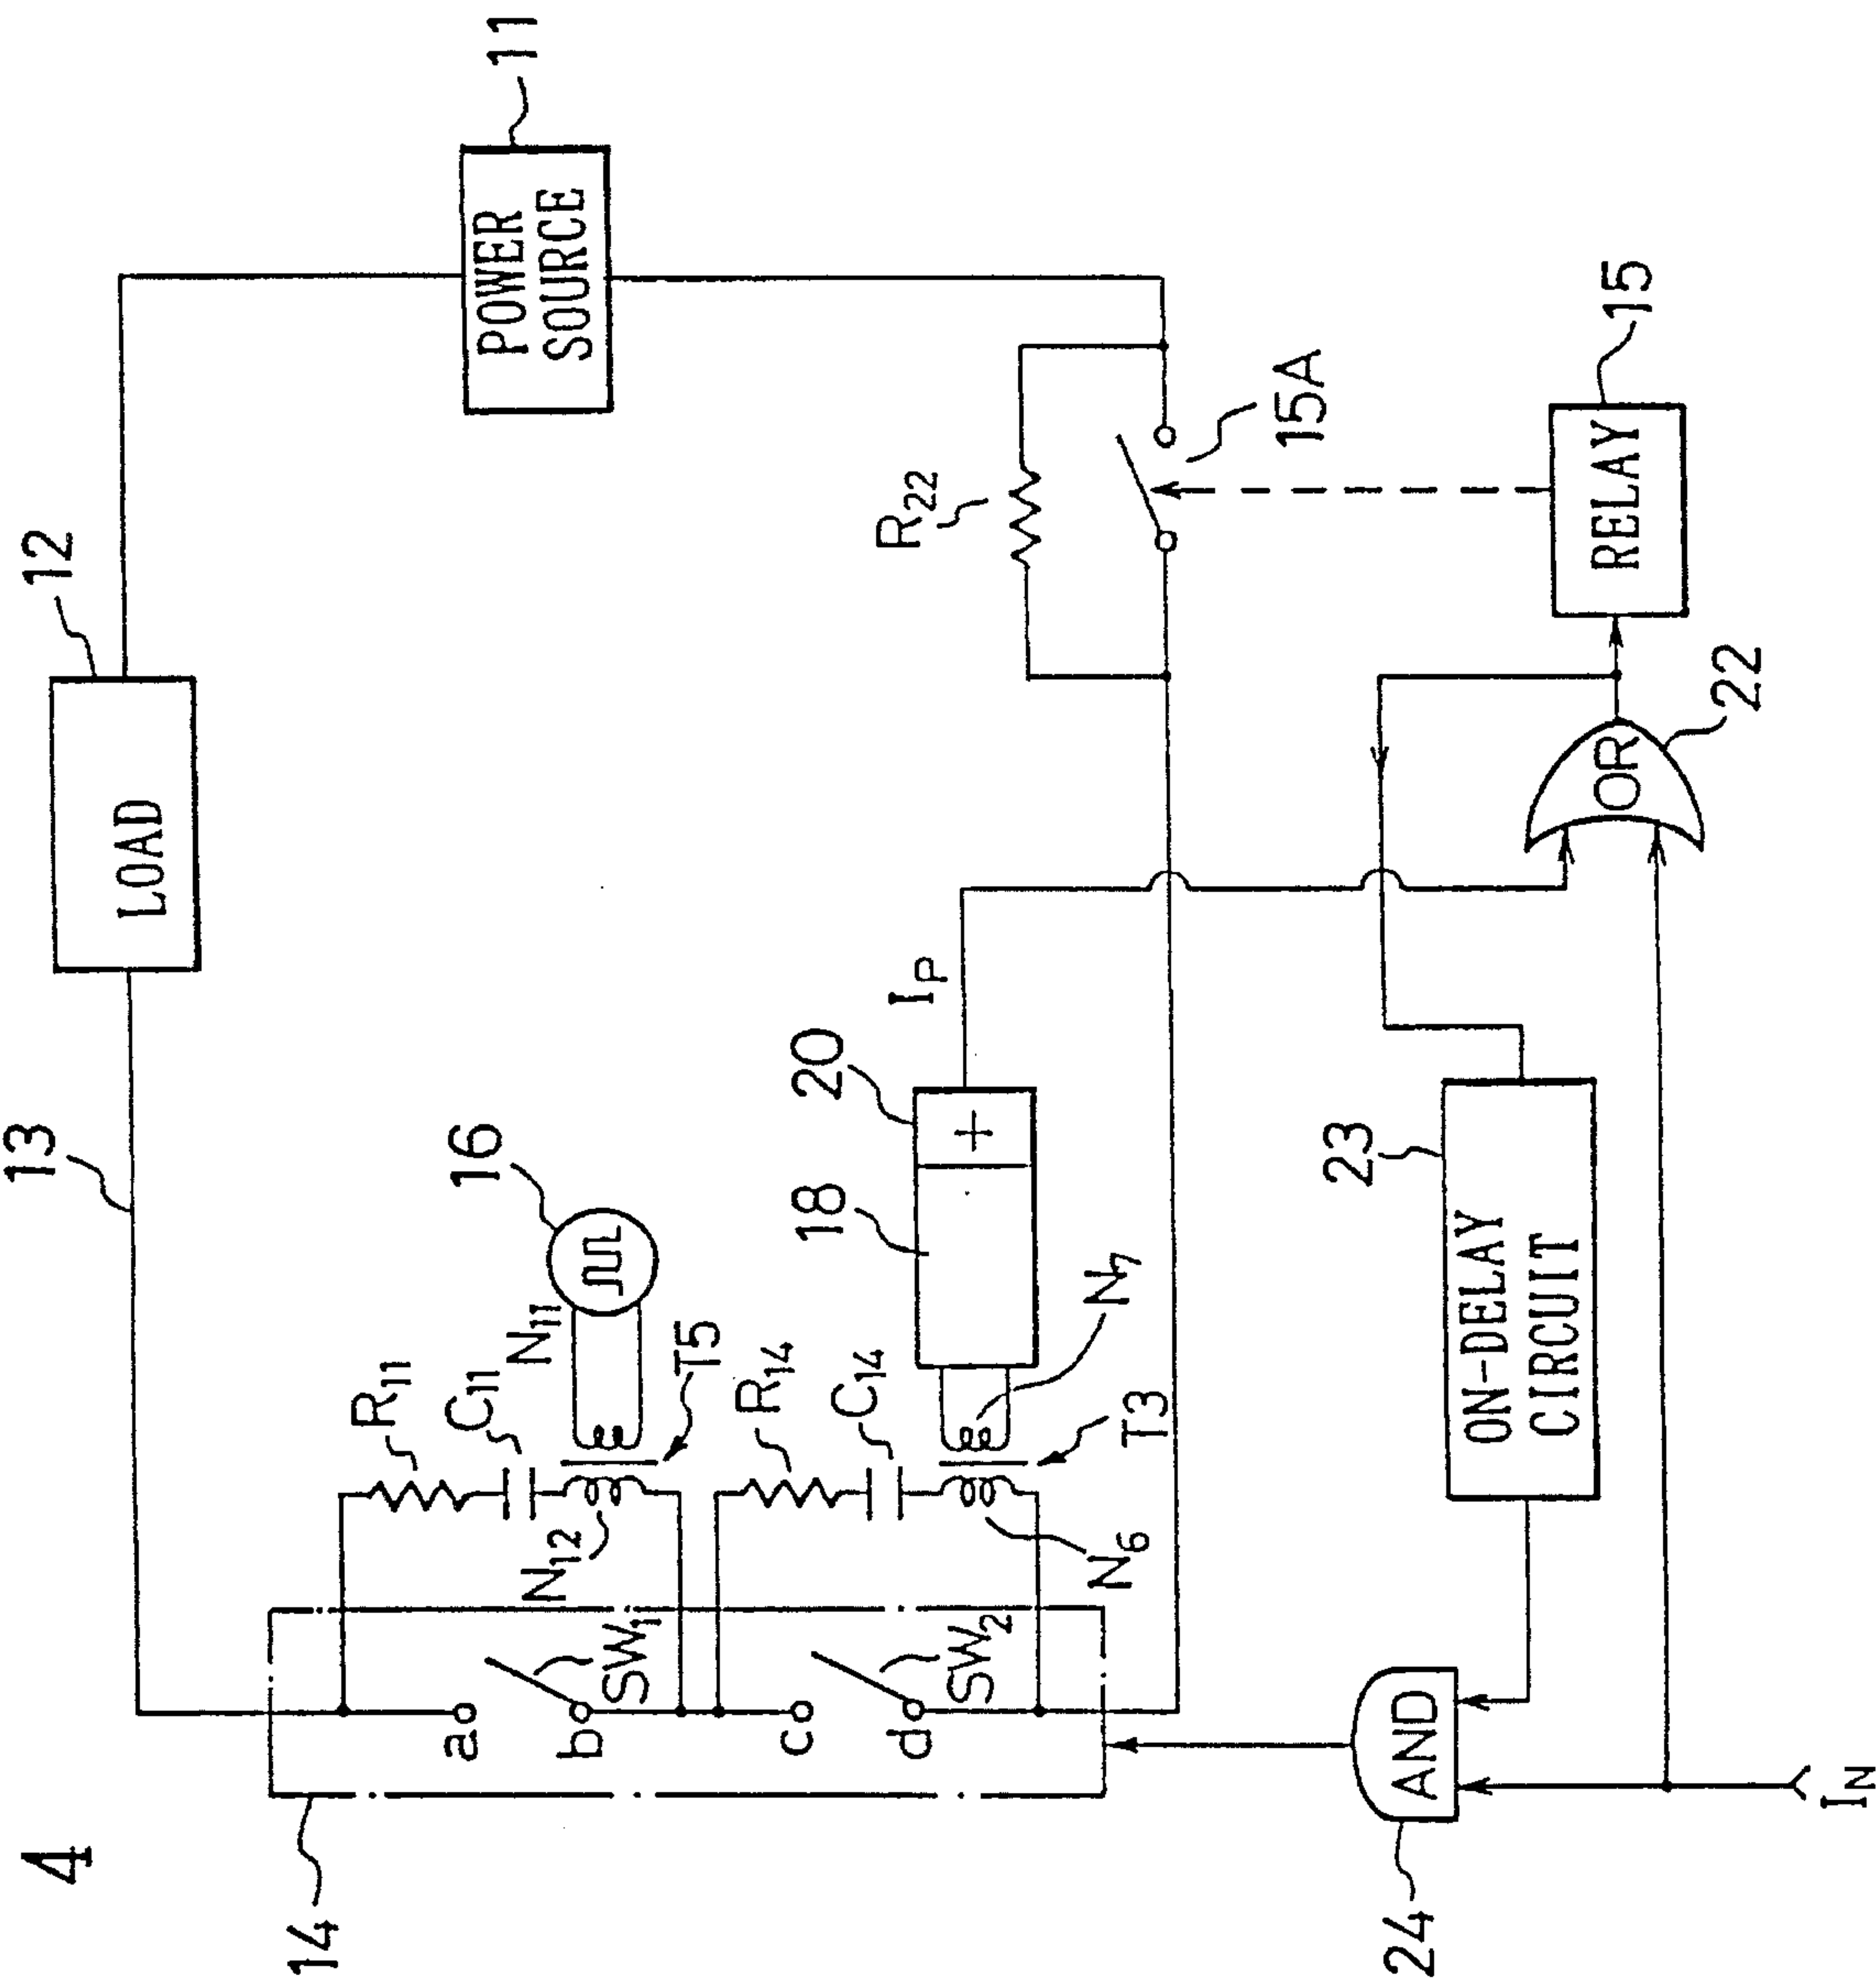 4
13
12
LOAD
11
POWER
SOURCE
14
a
b
c
d
SW1
SW2
R11
C11
N11
N12
T5
16
R14
C14
N6
N7
T3
18
20
+
IP
R22
15A
15
RELAY
OR
22
23
ON-DELAY
CIRCUIT
AND
24
IN